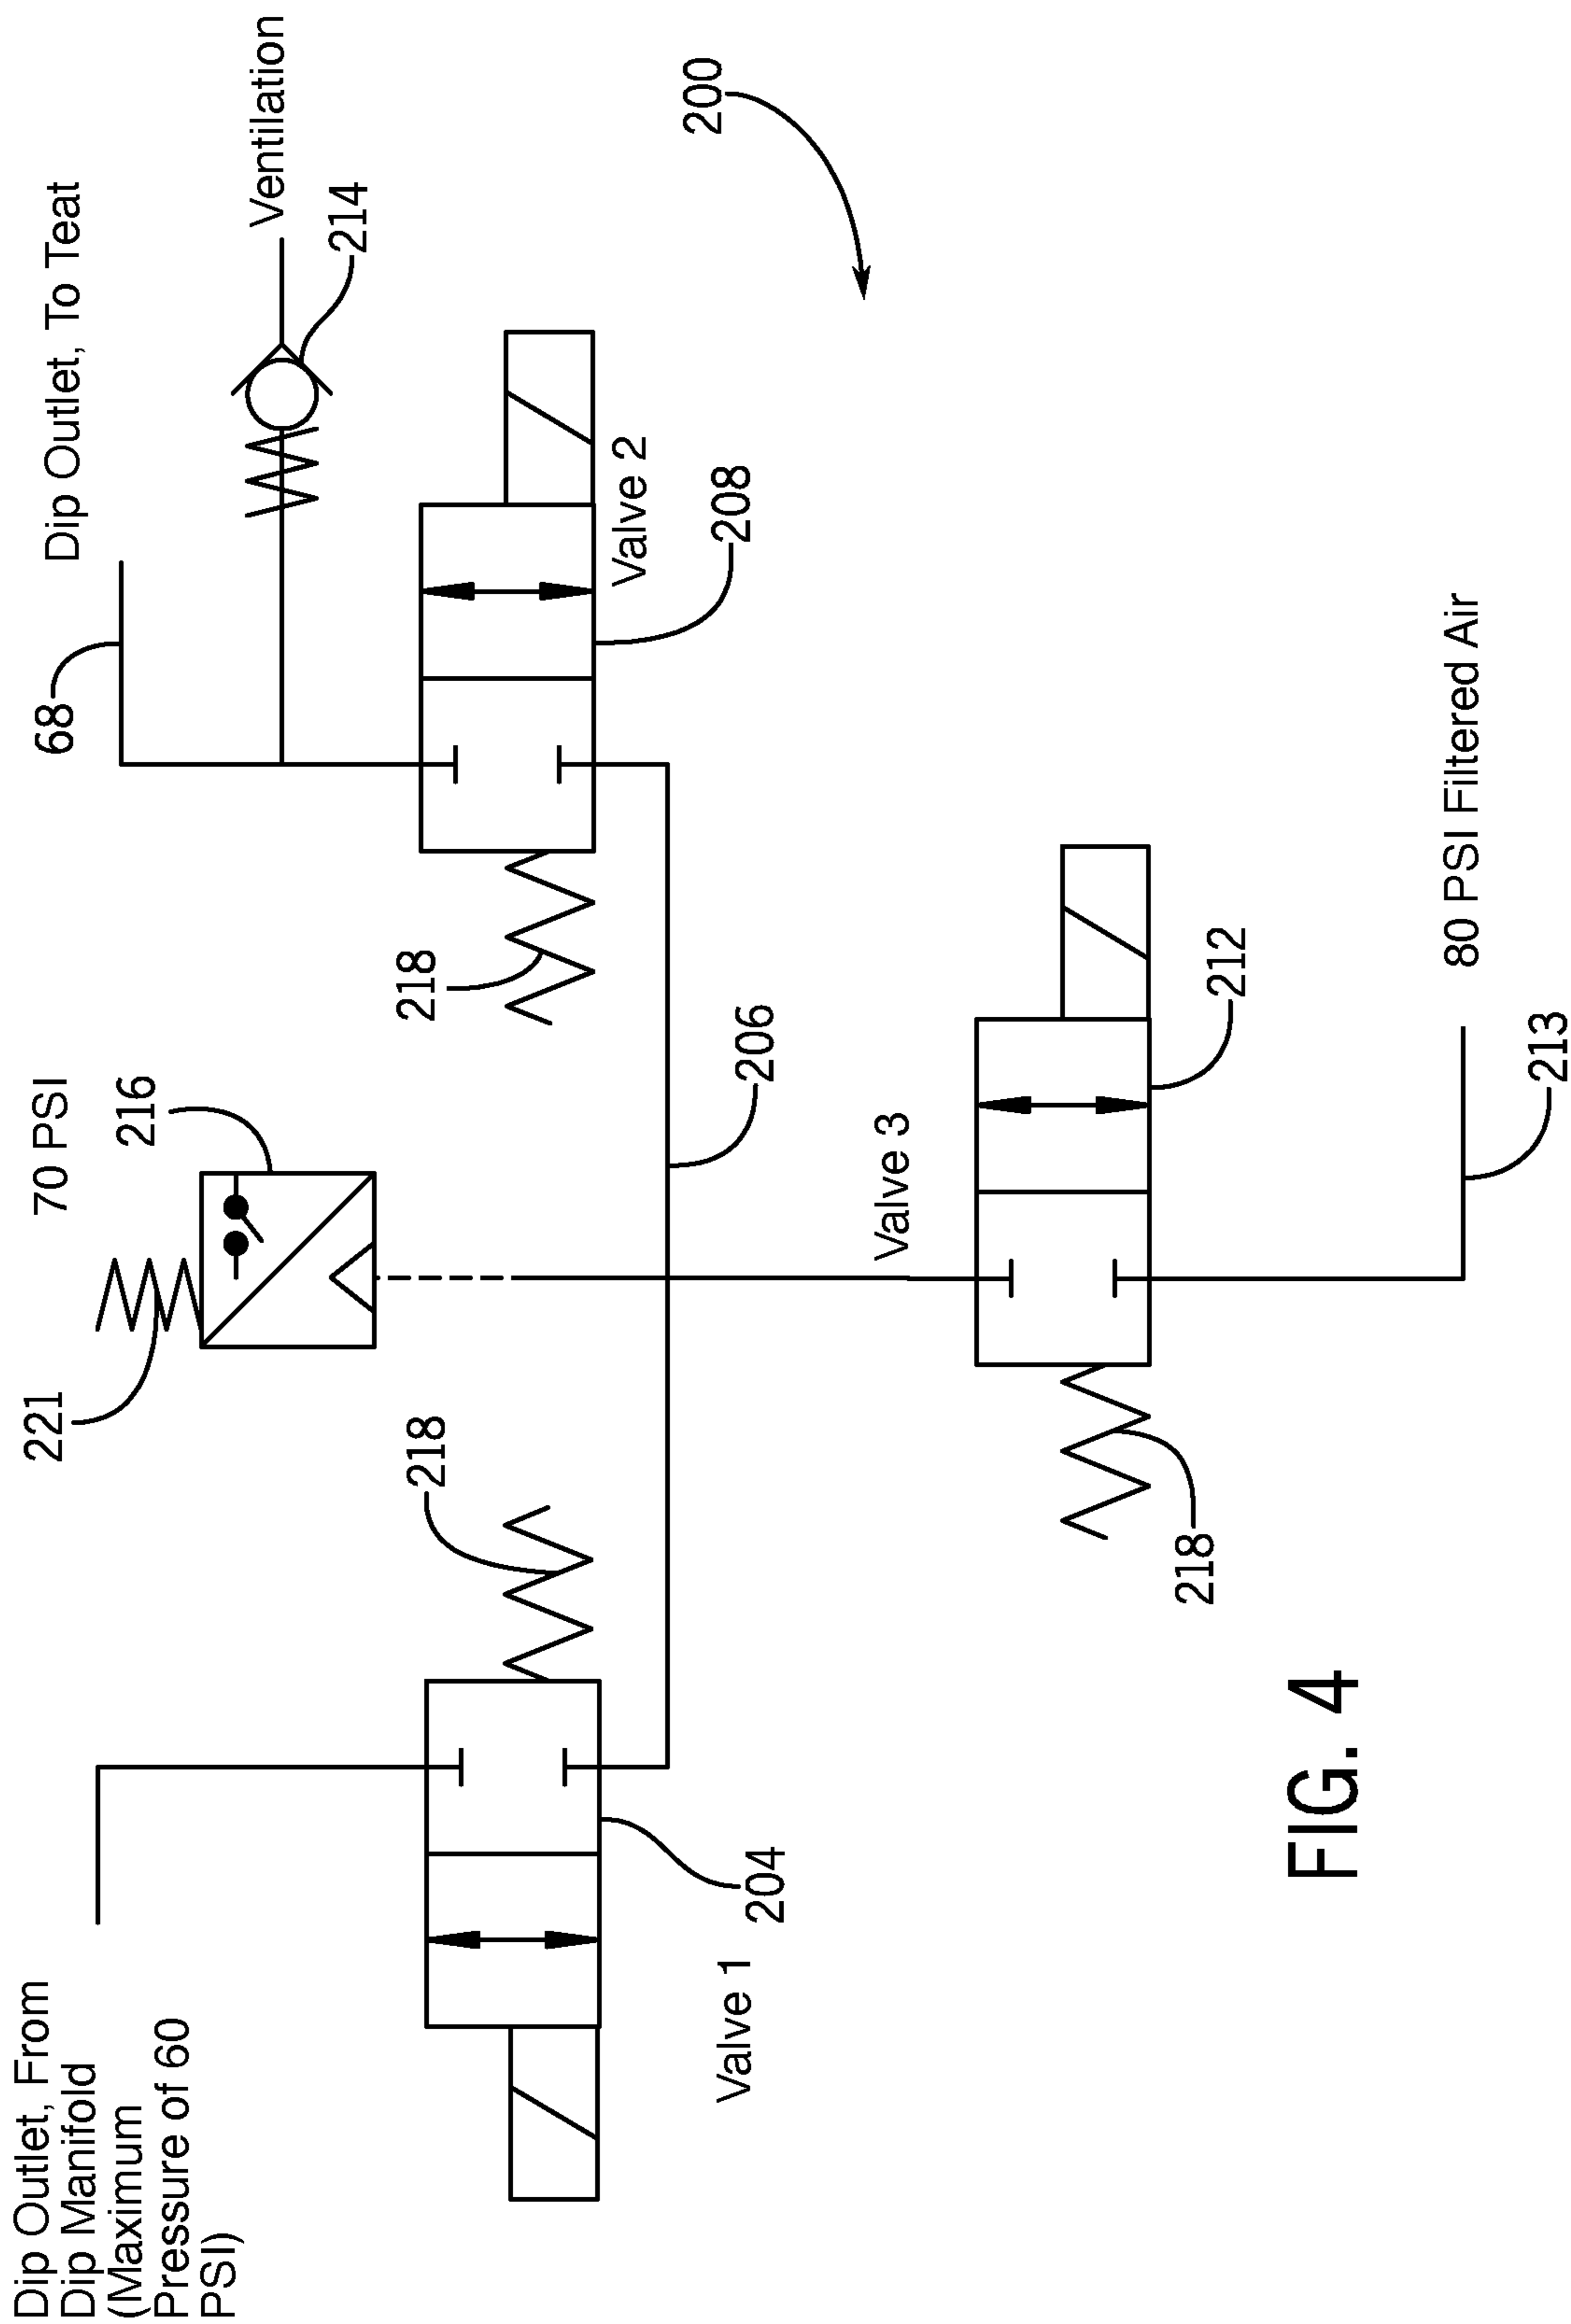 Dip Outlet, From
Dip Manifold
(Maximum
Pressure of 60
PSI)
221
70 PSI
216
68
Dip Outlet, To Teat
Ventilation
214
218
218
Valve 2
208
204
Valve 1
206
200
Valve 3
212
218
FIG. 4
80 PSI Filtered Air
213